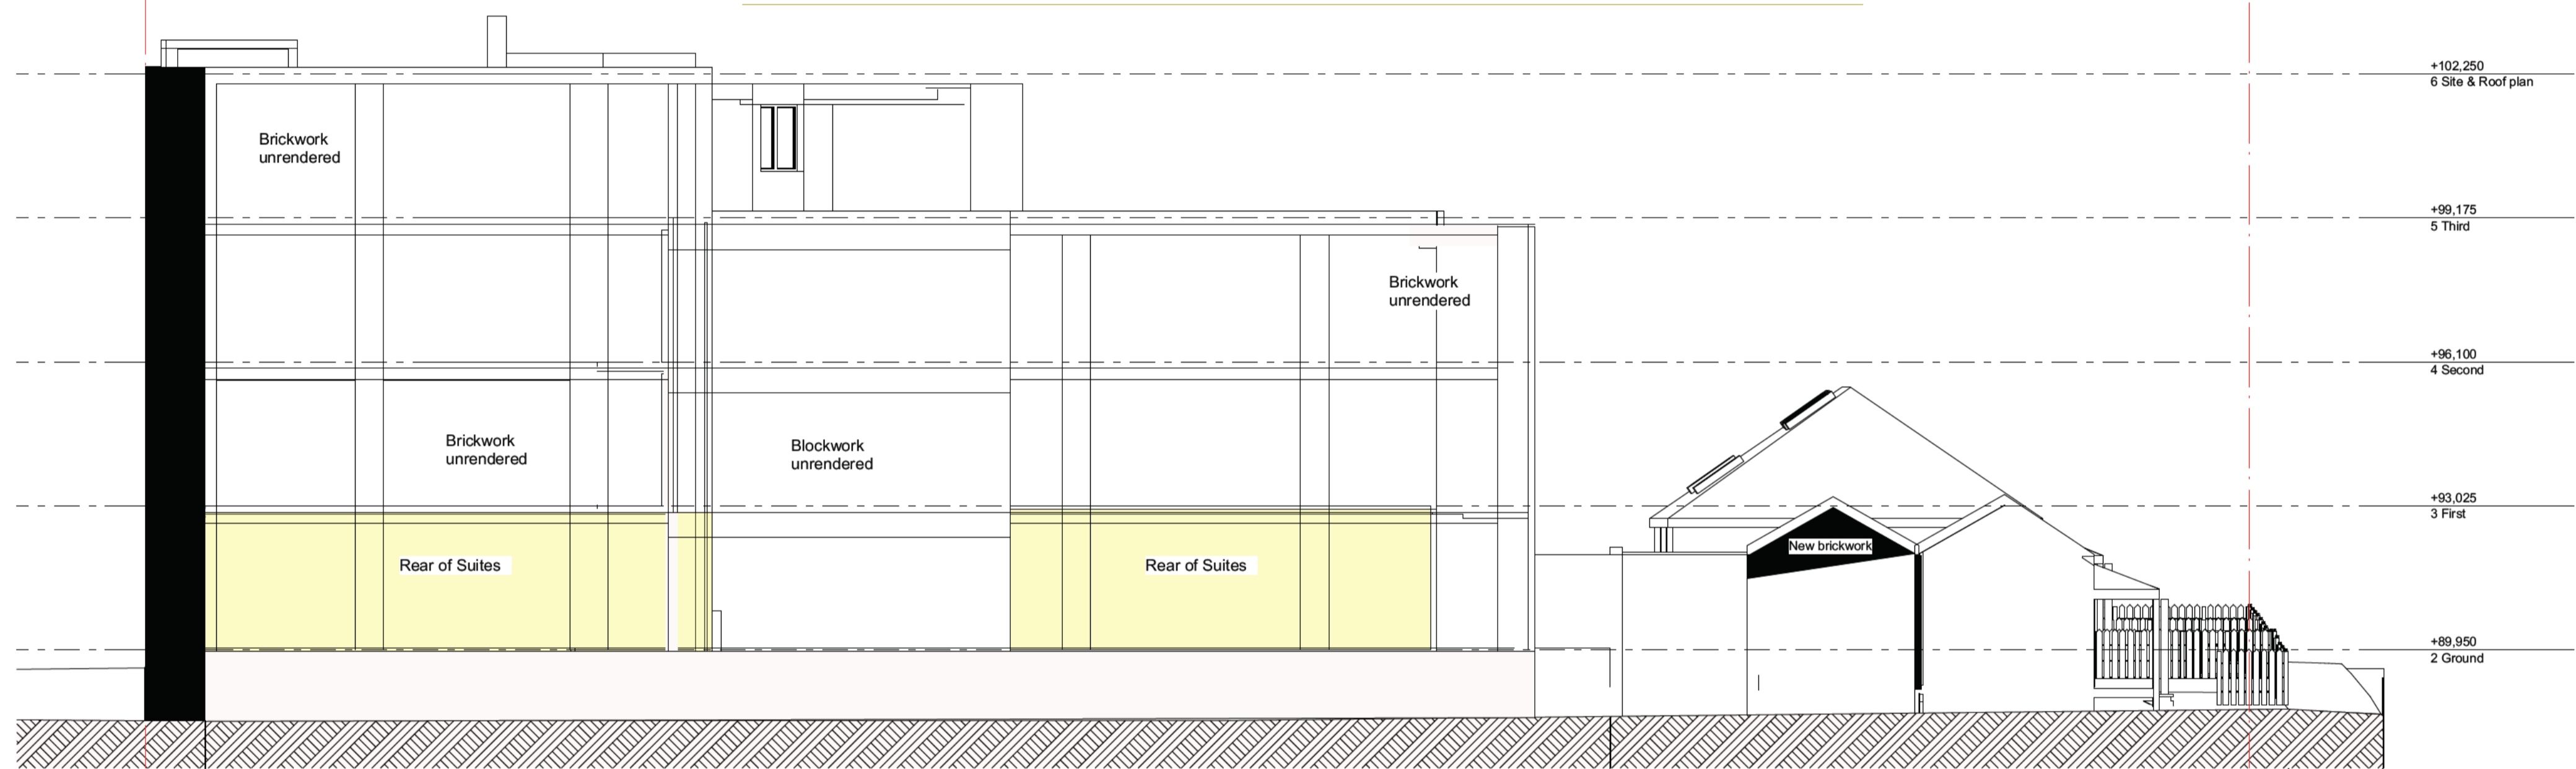 +102,250
6 Site & Roof plan
Brickwork
unrendered
+99,175
5 Third
Brickwork
unrendered
+96,100
4 Second
Brickwork
unrendered
Blockwork
unrendered
+93,025
3 First
New brickwork
Rear of Suites
Rear of Suites
+89,950
2 Ground